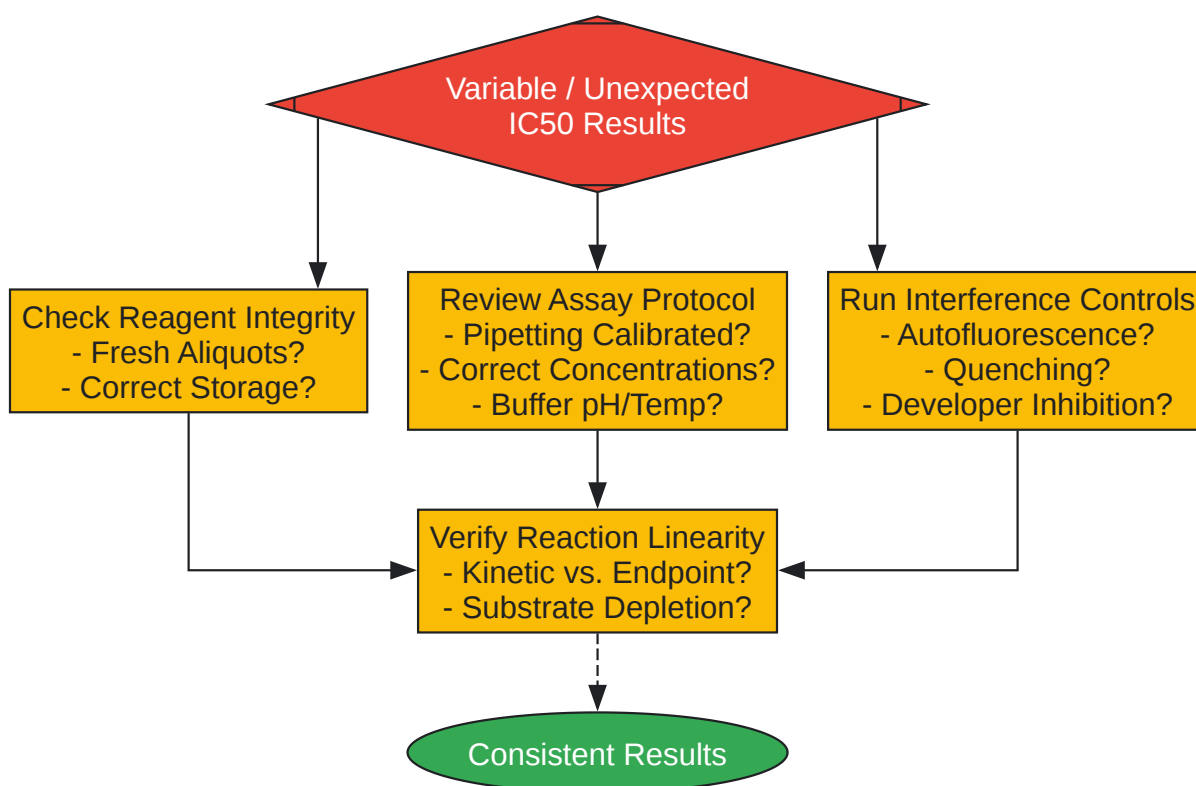 Variable / Unexpected
IC50 Results
Check Reagent Integrity
- Fresh Aliquots?
- Correct Storage?
Review Assay Protocol
- Pipetting Calibrated?
- Correct Concentrations?
- Buffer pH/Temp?
Run Interference Controls
- Autofluorescence?
- Quenching?
- Developer Inhibition?
Verify Reaction Linearity
- Kinetic vs. Endpoint?
- Substrate Depletion?
Consistent Results